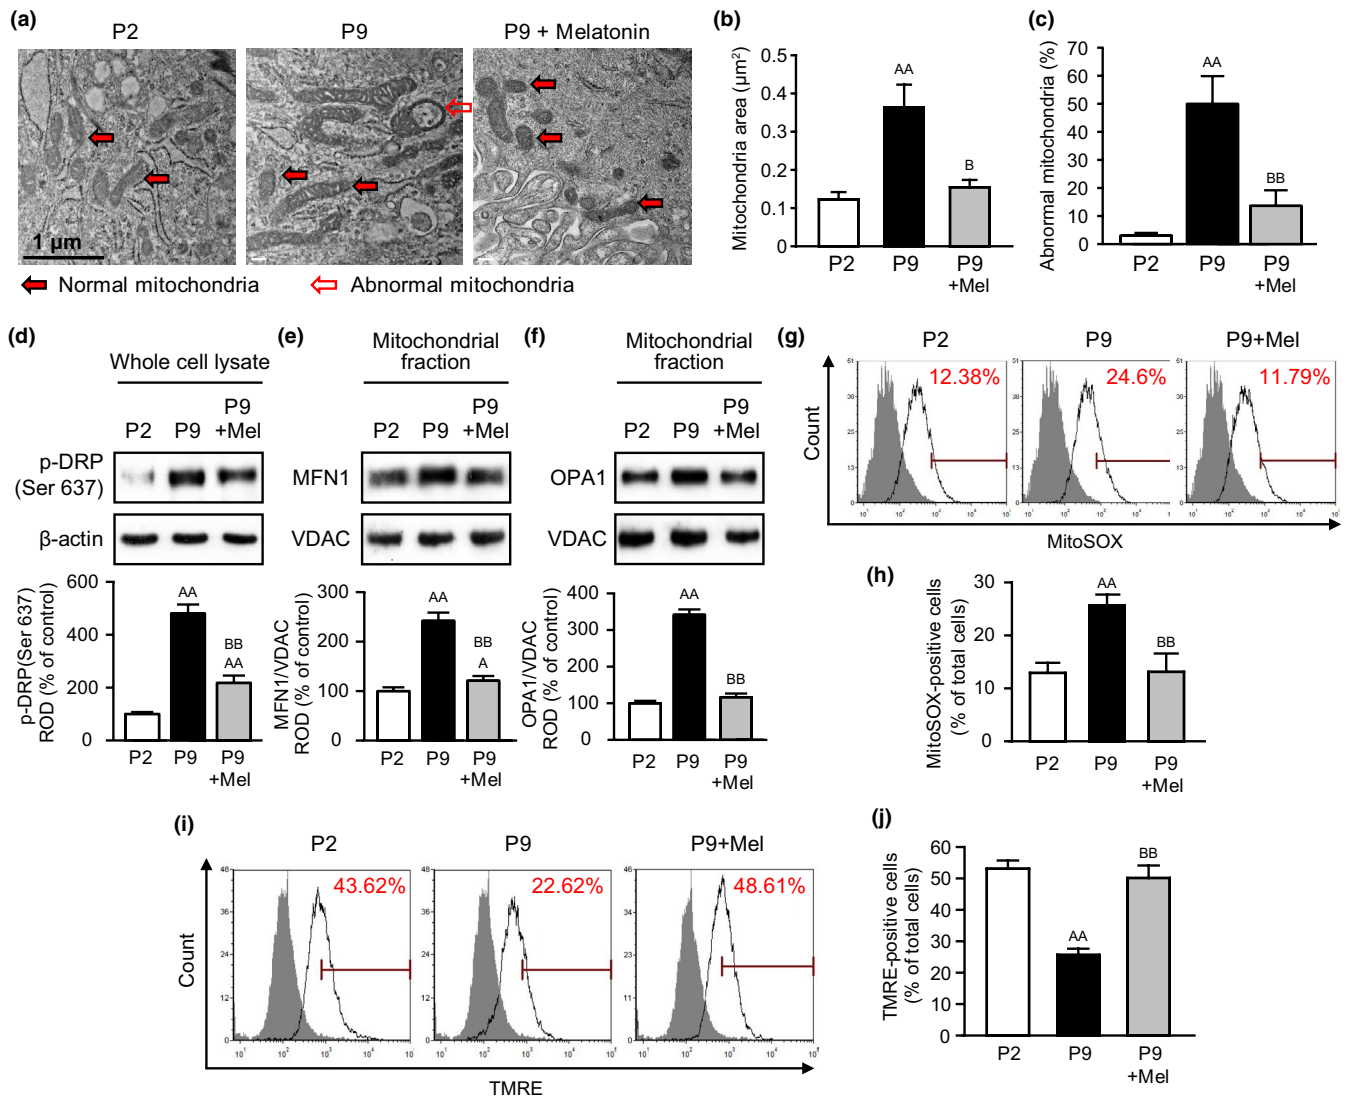 (a)
P2
P9
P9 + Melatonin
1 µm
Normal mitochondria
Abnormal mitochondria
(b)
Mitochondria area (µm²)
0.5
0.4
0.3
0.2
0.1
0
AA
B
P2
P9
P9
+Mel
(c)
Abnormal mitochondria (%)
70
60
50
40
30
20
10
0
AA
BB
P2
P9
P9
+Mel
(d)
Whole cell lysate
P2
P9
P9
+Mel
p-DRP
(Ser 637)
β-actin
p-DRP(Ser 637)
ROD (% of control)
600
400
200
0
AA
BB
AA
P2
P9
P9
+Mel
(e)
Mitochondrial
fraction
P2
P9
P9
+Mel
MFN1
VDAC
MFN1/VDAC
ROD (% of control)
300
200
100
0
AA
BB
A
P2
P9
P9
+Mel
(f)
Mitochondrial
fraction
P2
P9
P9
+Mel
OPA1
VDAC
OPA1/VDAC
ROD (% of control)
400
300
200
100
0
AA
BB
P2
P9
P9
+Mel
(g)
P2
P9
P9+Mel
12.38%
24.6%
11.79%
Count
MitoSOX
(h)
MitoSOX-positive cells
(% of total cells)
30
20
10
0
AA
BB
P2
P9
P9
+Mel
(i)
P2
P9
P9+Mel
43.62%
22.62%
48.61%
Count
TMRE
(j)
TMRE-positive cells
(% of total cells)
60
50
40
30
20
10
0
AA
BB
P2
P9
P9
+Mel